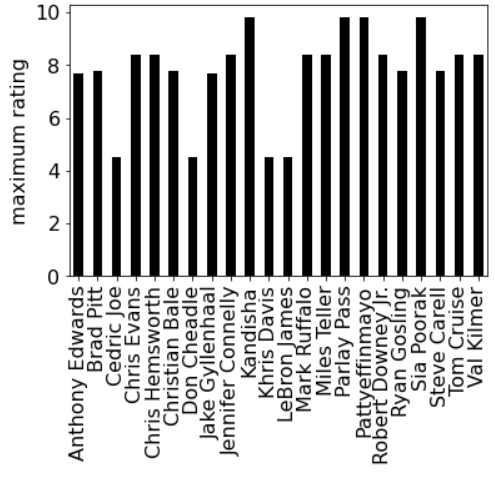 10
8
6
4
2
0
maximum rating
Anthony Edwards
Brad Pitt
Cedric Joe
Chris Evans
Chris Hemsworth
Christian Bale
Don Cheadle
Jake Gyllenhaal
Jennifer Connelly
Kandisha
Khris Davis
LeBron James
Mark Ruffalo
Miles Teller
Parlay Pass
Pattyeffinmayo
Robert Downey Jr.
Ryan Gosling
Sia Poorak
Steve Carell
Tom Cruise
Val Kilmer